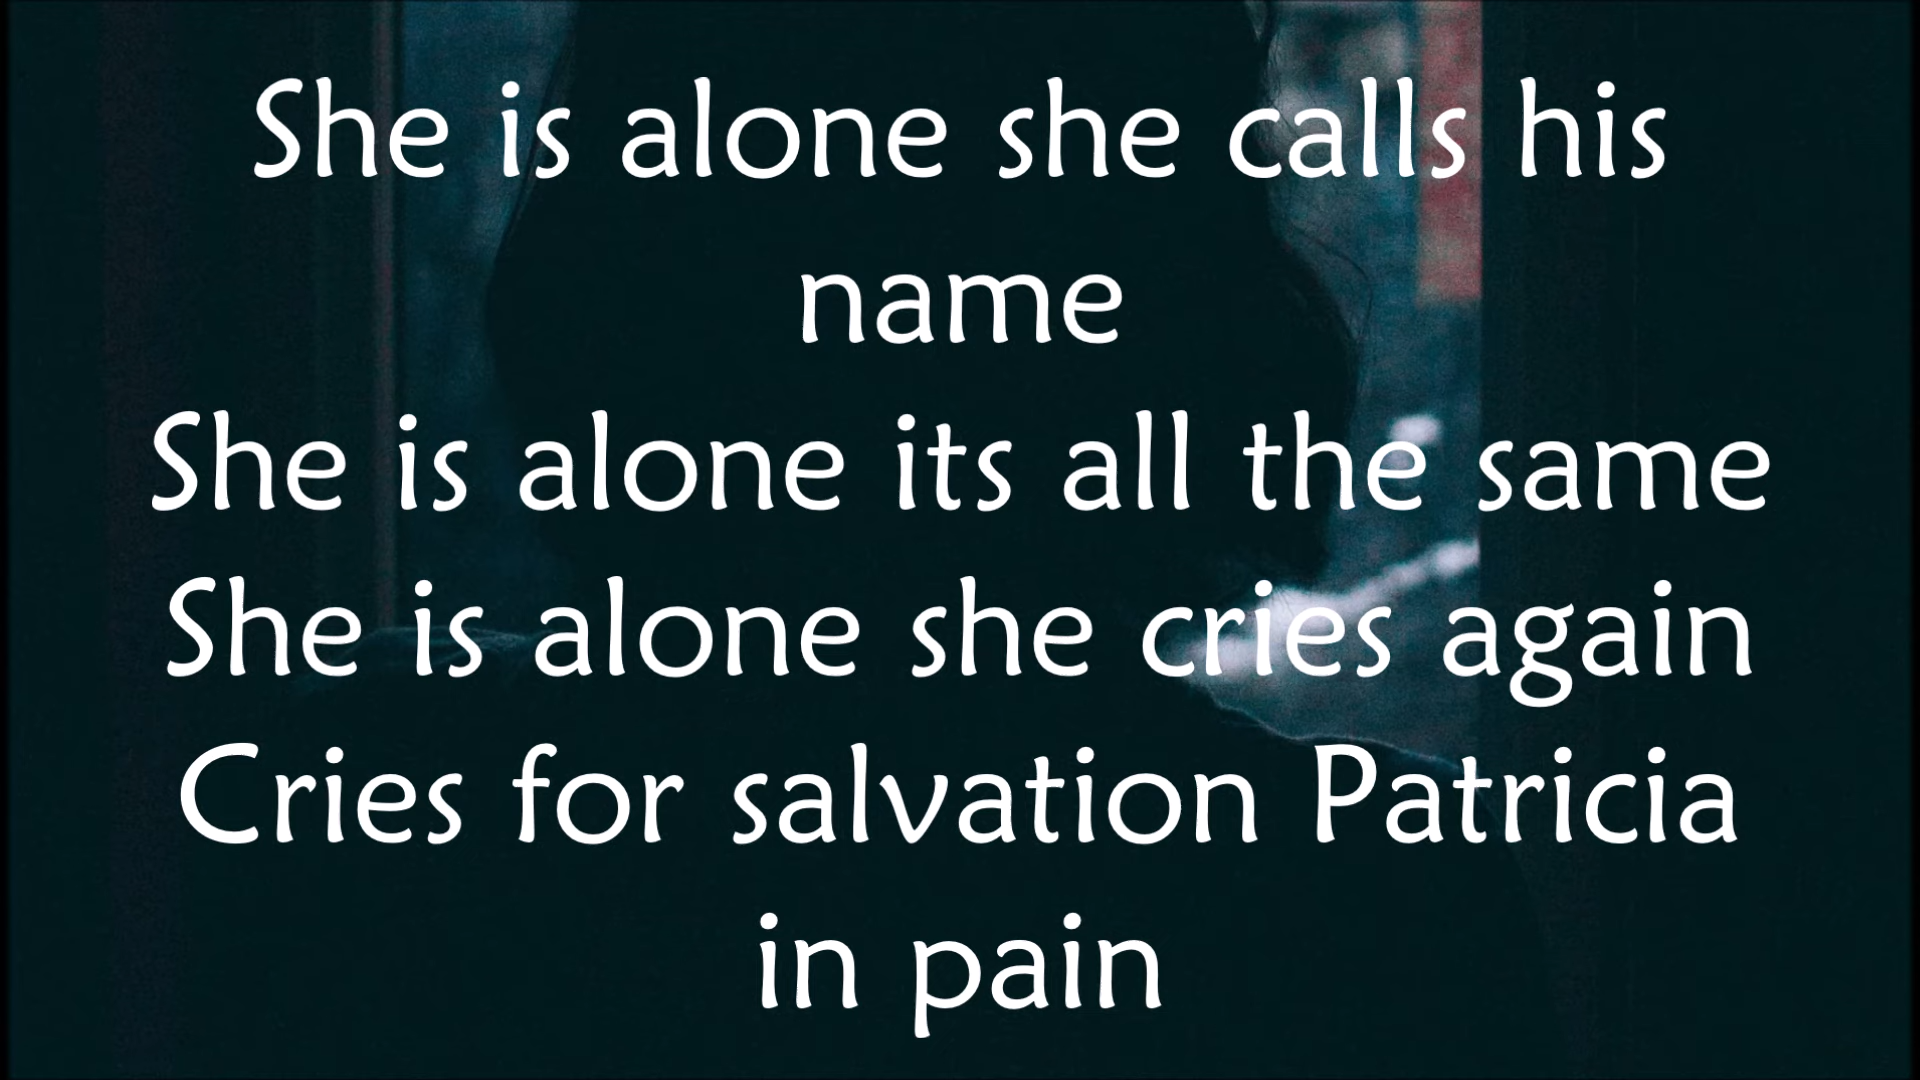 She is alone she calls his
name
She is alone its all the same
She is alone she cries again
Cries for salvation Patricia
in pain